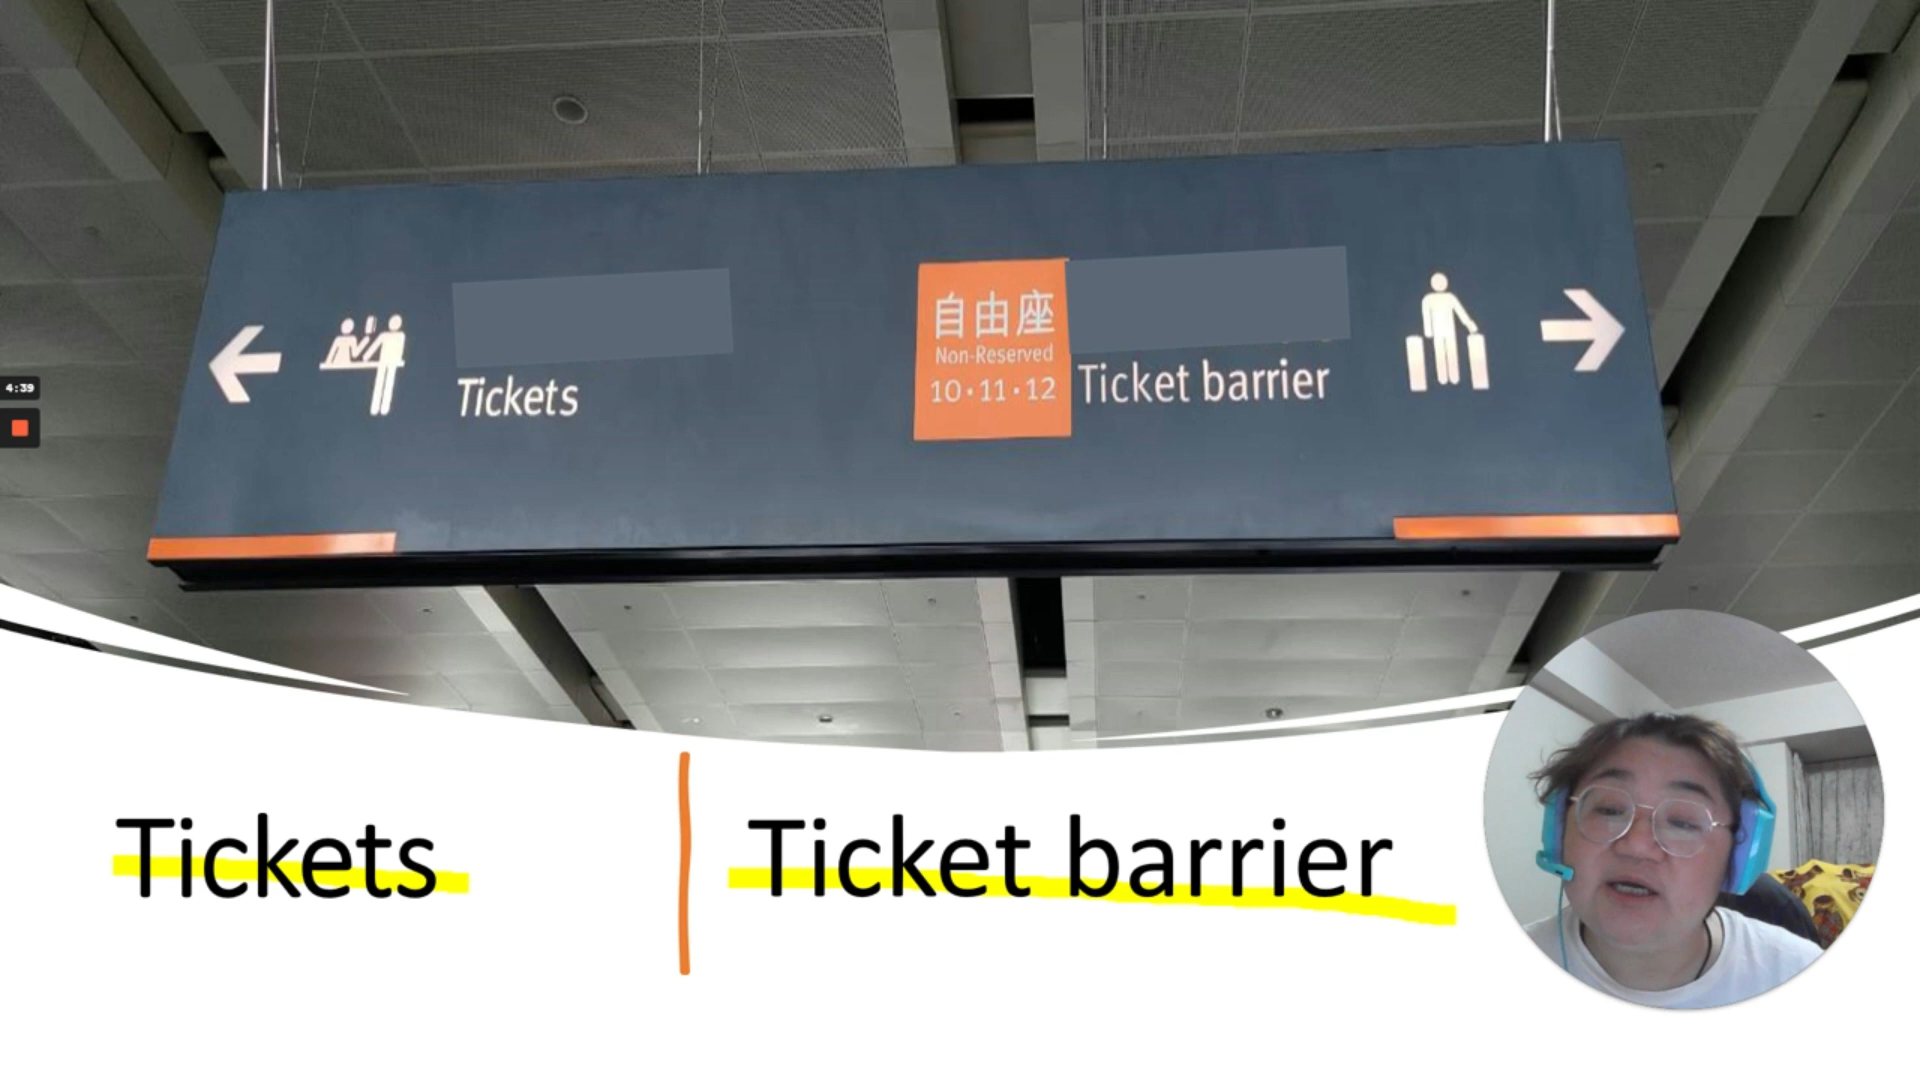 Tickets
自由座
Non-Reserved
10·11·12
Ticket barrier
4:39
Tickets
Ticket barrier